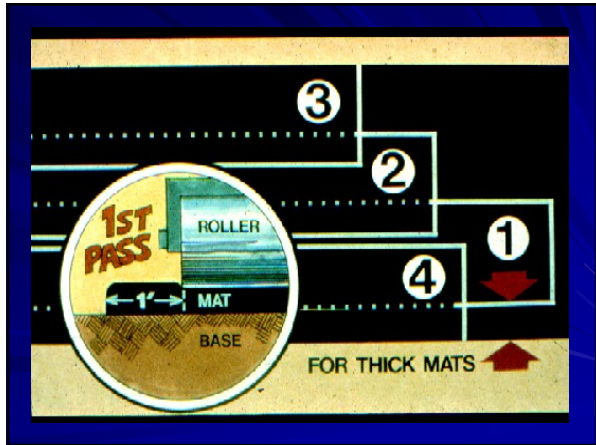 3
2
1
4
1ST
PASS
ROLLER
1'
MAT
BASE
FOR THICK MATS